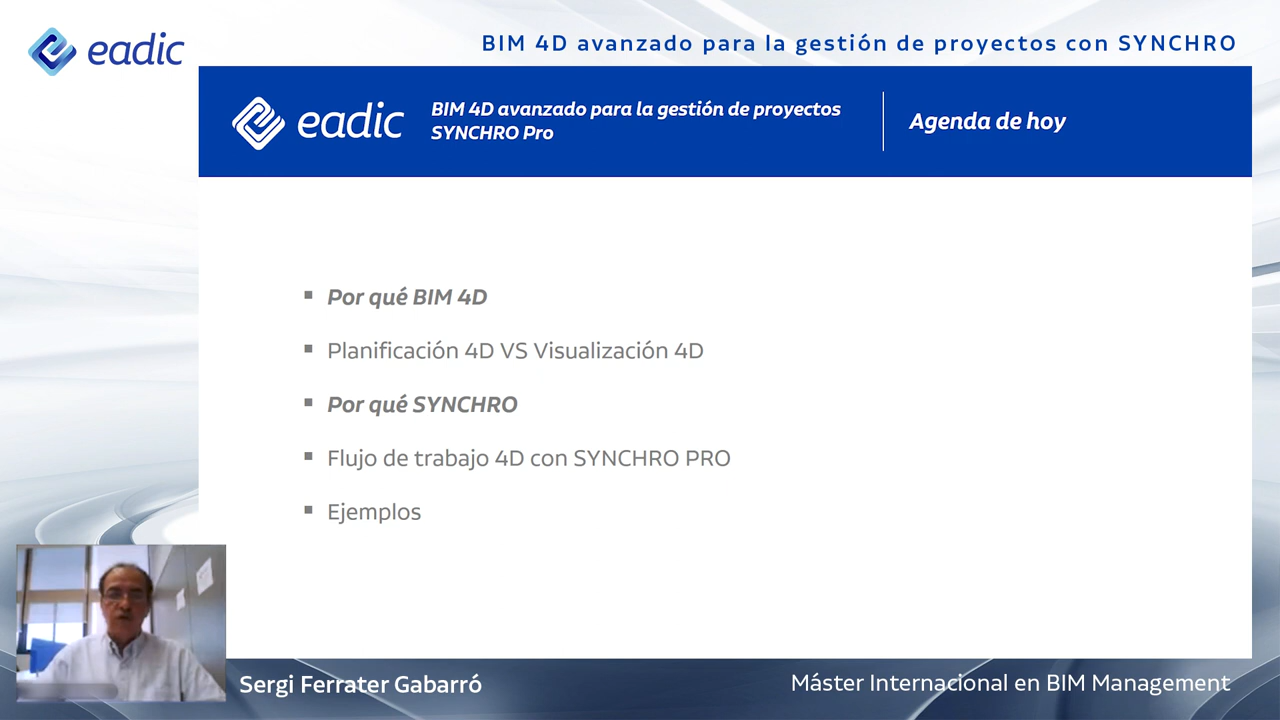 eadic
BIM 4D avanzado para la gestión de proyectos con SYNCHRO
eadic
BIM 4D avanzado para la gestión de proyectos
SYNCHRO Pro
Agenda de hoy
Por qué BIM 4D
Planificación 4D VS Visualización 4D
Por qué SYNCHRO
Flujo de trabajo 4D con SYNCHRO PRO
Ejemplos
Sergi Ferrater Gabarró
Máster Internacional en BIM Management